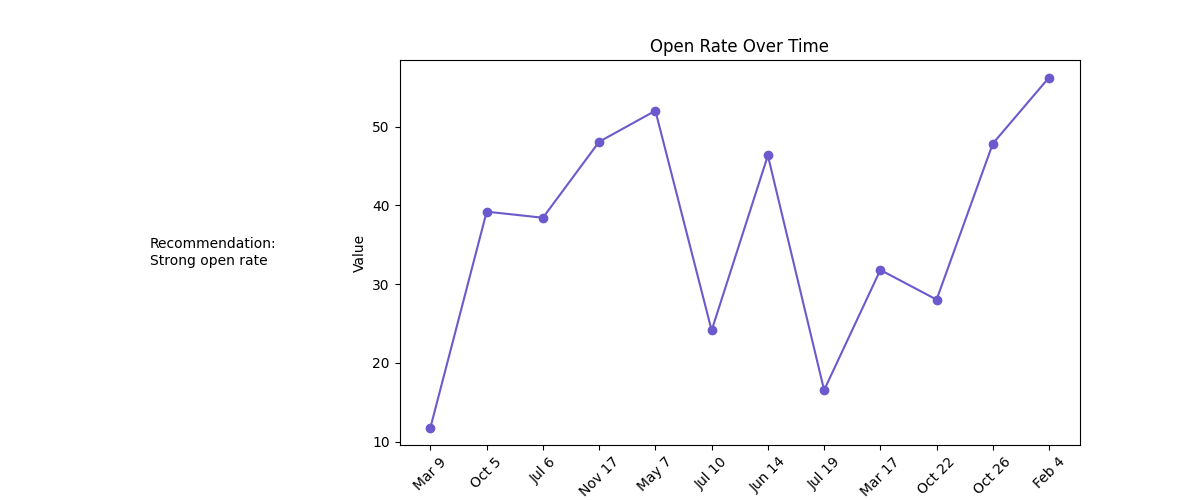 Open Rate Over Time
Recommendation:
Strong open rate
Value
50
40
30
20
10
Mar 9
Oct 5
Jul 6
Nov 17
May 7
Jul 10
Jun 14
Jul 19
Mar 17
Oct 22
Oct 26
Feb 4